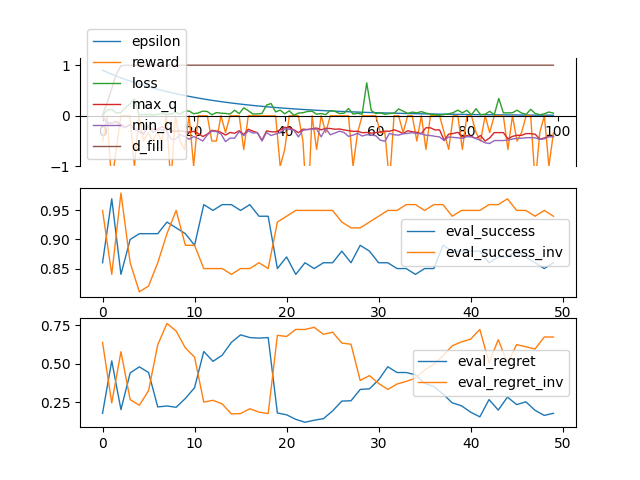 epsilon
reward
loss
max_q
min_q
d_fill
1
0
−1
0 20 40 60 80 100
0.95
0.90
0.85
eval_success
eval_success_inv
0 10 20 30 40 50
0.75
0.50
0.25
eval_regret
eval_regret_inv
0 10 20 30 40 50